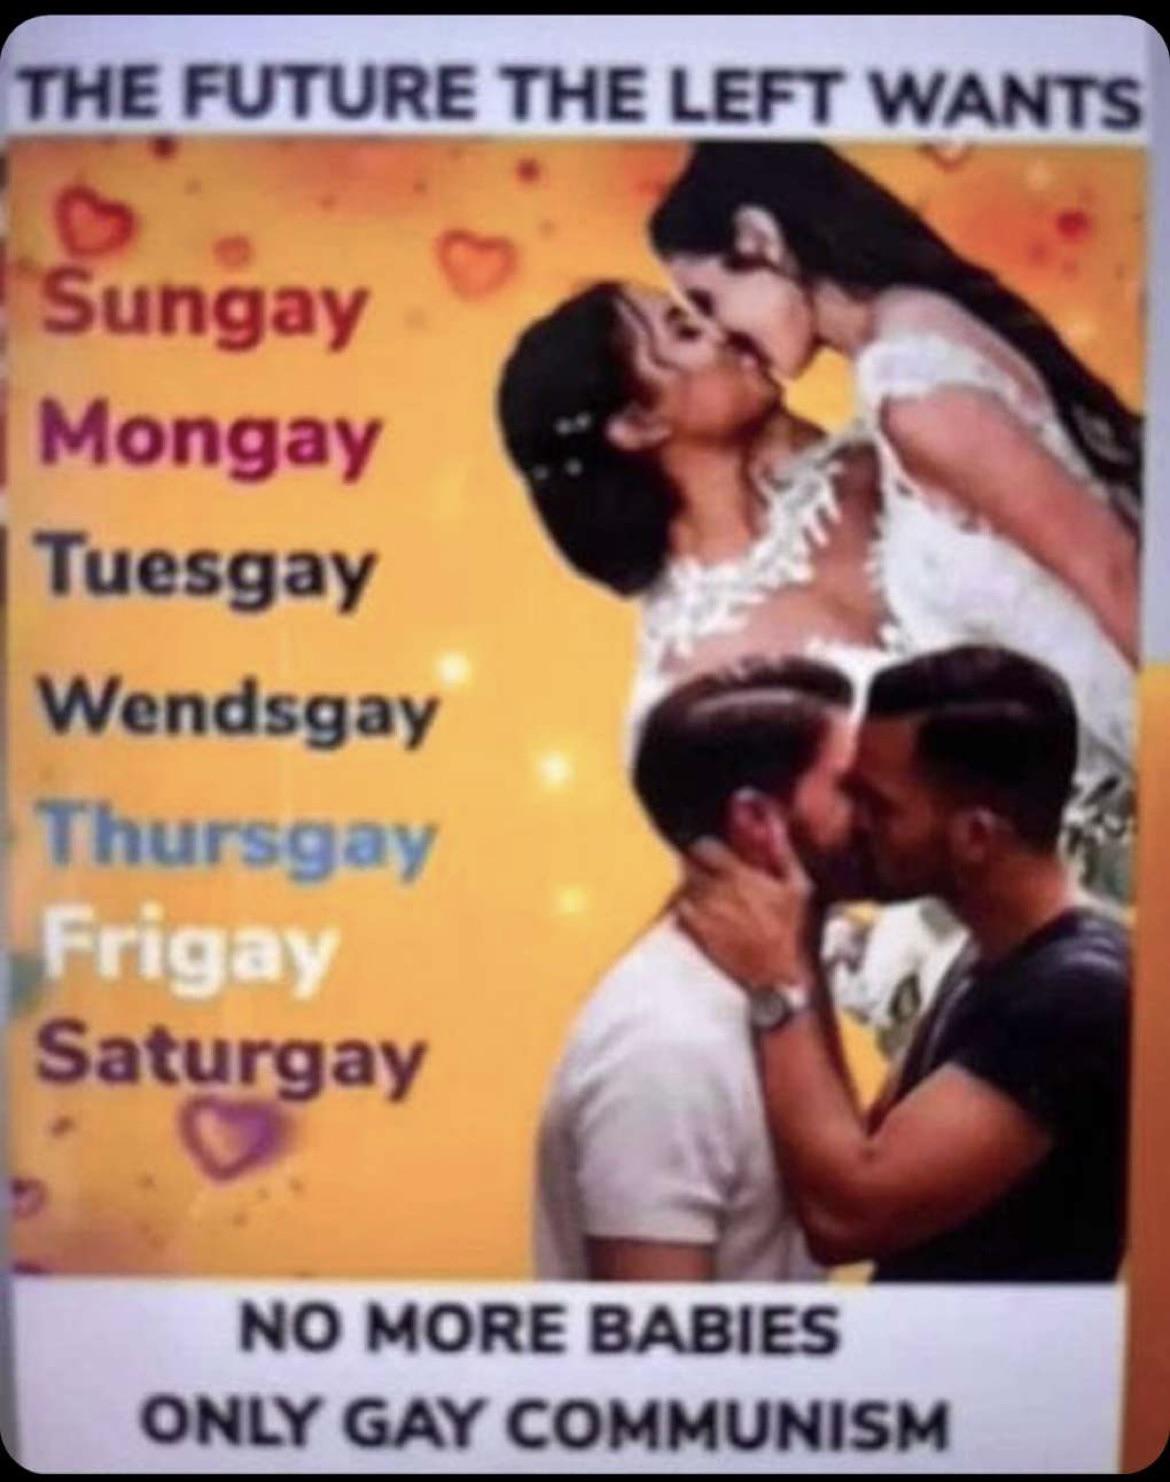 THE FUTURE THE LEFT WANTS
Sungay
Mongay
Tuesgay
Wendsgay
Thursgay
Frigay
Saturgay
NO MORE BABIES
ONLY GAY COMMUNISM